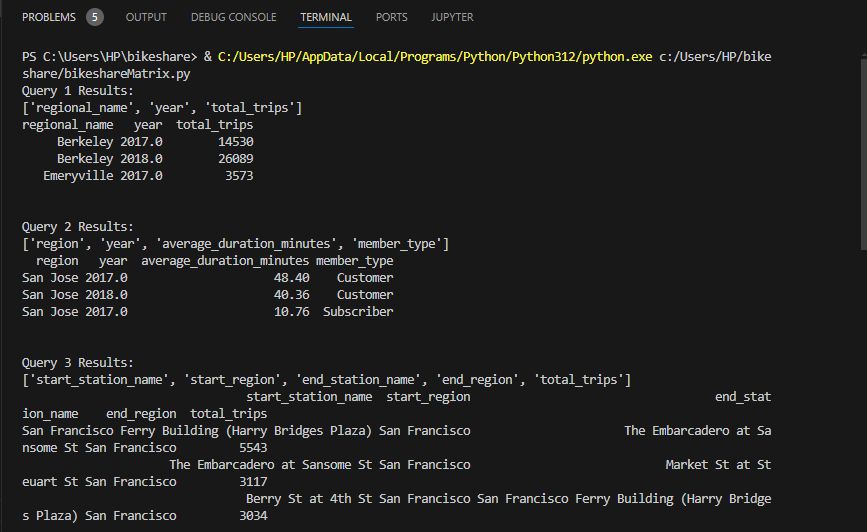 PROBLEMS 5 OUTPUT DEBUG CONSOLE TERMINAL PORTS JUPYTER
PS C:\Users\HP\bikeshare> & C:/Users/HP/AppData/Local/Programs/Python/Python312/python.exe c:/Users/HP/bike
share/bikeshareMatrix.py
Query 1 Results:
['regional_name', 'year', 'total_trips']
regional_name year total_trips
Berkeley 2017.0 14530
Berkeley 2018.0 26089
Emeryville 2017.0 3573
Query 2 Results:
['region', 'year', 'average_duration_minutes', 'member_type']
region year average_duration_minutes member_type
San Jose 2017.0 48.40 Customer
San Jose 2018.0 40.36 Customer
San Jose 2017.0 10.76 Subscriber
Query 3 Results:
['start_station_name', 'start_region', 'end_station_name', 'end_region', 'total_trips']
start_station_name start_region end_stat
ion_name end_region total_trips
San Francisco Ferry Building (Harry Bridges Plaza) San Francisco The Embarcadero at Sa
nsome St San Francisco 5543
The Embarcadero at Sansome St San Francisco Market St at St
euart St San Francisco 3117
Berry St at 4th St San Francisco San Francisco Ferry Building (Harry Bridge
s Plaza) San Francisco 3034